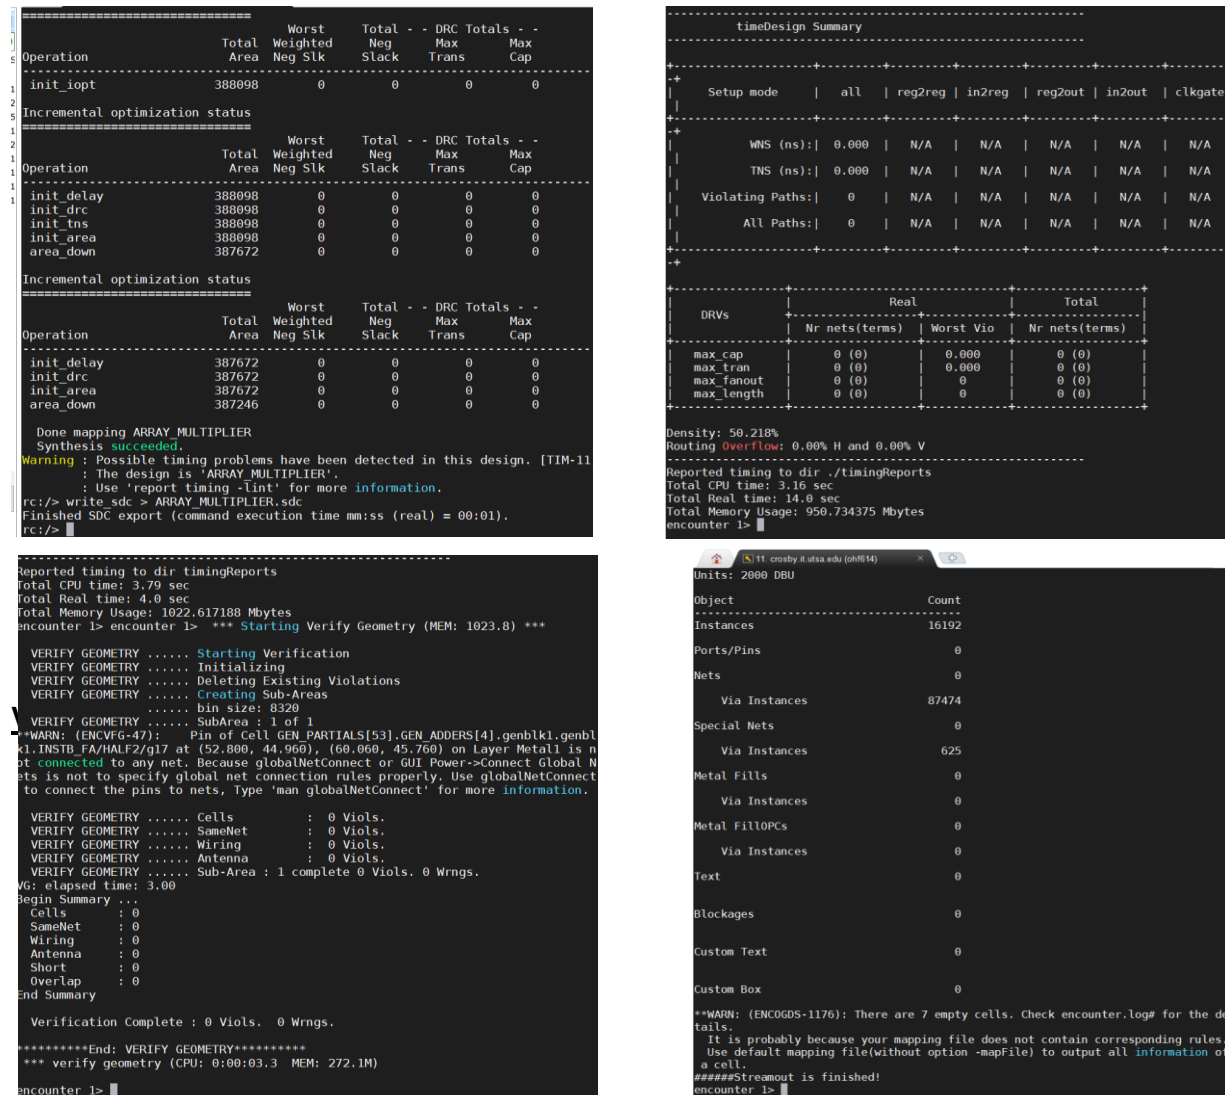 ===============================
Worst Total - - DRC Totals - -
Total Weighted Neg Max Max
Operation Area Neg Slk Slack Trans Cap
-----------------------------------------------------------------------------
init_iopt 388098 0 0 0 0
Incremental optimization status
===============================
Worst Total - - DRC Totals - -
Total Weighted Neg Max Max
Operation Area Neg Slk Slack Trans Cap
-----------------------------------------------------------------------------
init_delay 388098 0 0 0 0
init_drc 388098 0 0 0 0
init_tns 388098 0 0 0 0
init_area 388098 0 0 0 0
area_down 387672 0 0 0 0
Incremental optimization status
===============================
Worst Total - - DRC Totals - -
Total Weighted Neg Max Max
Operation Area Neg Slk Slack Trans Cap
-----------------------------------------------------------------------------
init_delay 387672 0 0 0 0
init_drc 387672 0 0 0 0
init_area 387672 0 0 0 0
area_down 387246 0 0 0 0
Done mapping ARRAY_MULTIPLIER
Synthesis succeeded.
Warning : Possible timing problems have been detected in this design. [TIM-11
: The design is 'ARRAY_MULTIPLIER'.
: Use 'report timing -lint' for more information.
rc:/> write_sdc > ARRAY_MULTIPLIER.sdc
Finished SDC export (command execution time mm:ss (real) = 00:01).
rc:/>
timeDesign Summary
| Setup mode | all | reg2reg | in2reg | reg2out | in2out | clkgate
| WNS (ns):| 0.000 | N/A | N/A | N/A | N/A | N/A
| TNS (ns):| 0.000 | N/A | N/A | N/A | N/A | N/A
| Violating Paths:| 0 | N/A | N/A | N/A | N/A | N/A
| All Paths:| 0 | N/A | N/A | N/A | N/A | N/A
| | Real | Total |
| DRVs
| | Nr nets(terms) | Worst Vio | Nr nets(terms) |
| max_cap | 0 (0) | 0.000 | 0 (0) |
| max_tran | 0 (0) | 0.000 | 0 (0) |
| max_fanout | 0 (0) | 0 | 0 (0) |
| max_length | 0 (0) | 0 | 0 (0) |
Density: 50.218%
Routing Overflow: 0.00% H and 0.00% V
Reported timing to dir ./timingReports
Total CPU time: 3.16 sec
Total Real time: 14.0 sec
Total Memory Usage: 950.734375 Mbytes
encounter 1>
Reported timing to dir timingReports
Total CPU time: 3.79 sec
Total Real time: 4.0 sec
Total Memory Usage: 1022.617188 Mbytes
encounter 1> encounter 1> *** Starting Verify Geometry (MEM: 1023.8) ***
VERIFY GEOMETRY ...... Starting Verification
VERIFY GEOMETRY ...... Initializing
VERIFY GEOMETRY ...... Deleting Existing Violations
VERIFY GEOMETRY ...... Creating Sub-Areas
...... bin size: 8320
VERIFY GEOMETRY ...... SubArea : 1 of 1
**WARN: (ENCVFG-47): Pin of Cell GEN_PARTIALS[53].GEN_ADDERS[4].genblk1.genbl
k1.INSTB_FA/HALF2/g17 at (52.800, 44.960), (60.060, 45.760) on Layer Metal1 is n
ot connected to any net. Because globalNetConnect or GUI Power->Connect Global N
ets is not to specify global net connection rules properly. Use globalNetConnect
to connect the pins to nets, Type 'man globalNetConnect' for more information.
VERIFY GEOMETRY ...... Cells : 0 Viols.
VERIFY GEOMETRY ...... SameNet : 0 Viols.
VERIFY GEOMETRY ...... Wiring : 0 Viols.
VERIFY GEOMETRY ...... Antenna : 0 Viols.
VERIFY GEOMETRY ...... Sub-Area : 1 complete 0 Viols. 0 Wrngs.
VG: elapsed time: 3.00
Begin Summary ...
Cells : 0
SameNet : 0
Wiring : 0
Antenna : 0
Short : 0
Overlap : 0
End Summary
Verification Complete : 0 Viols. 0 Wrngs.
**********End: VERIFY GEOMETRY**********
*** verify geometry (CPU: 0:00:03.3 MEM: 272.1M)
encounter 1>
11. crosby.it.utsa.edu (ohf614)
Units: 2000 DBU
Object Count
Instances 16192
Ports/Pins 0
Nets 0
Via Instances 87474
Special Nets 0
Via Instances 625
Metal Fills 0
Via Instances 0
Metal FillOPCs 0
Via Instances 0
Text 0
Blockages 0
Custom Text 0
Custom Box 0
**WARN: (ENCOGDS-1176): There are 7 empty cells. Check encounter.log# for the de
tails.
It is probably because your mapping file does not contain corresponding rules.
Use default mapping file(without option -mapFile) to output all information of
a cell.
######Streamout is finished!
encounter 1>